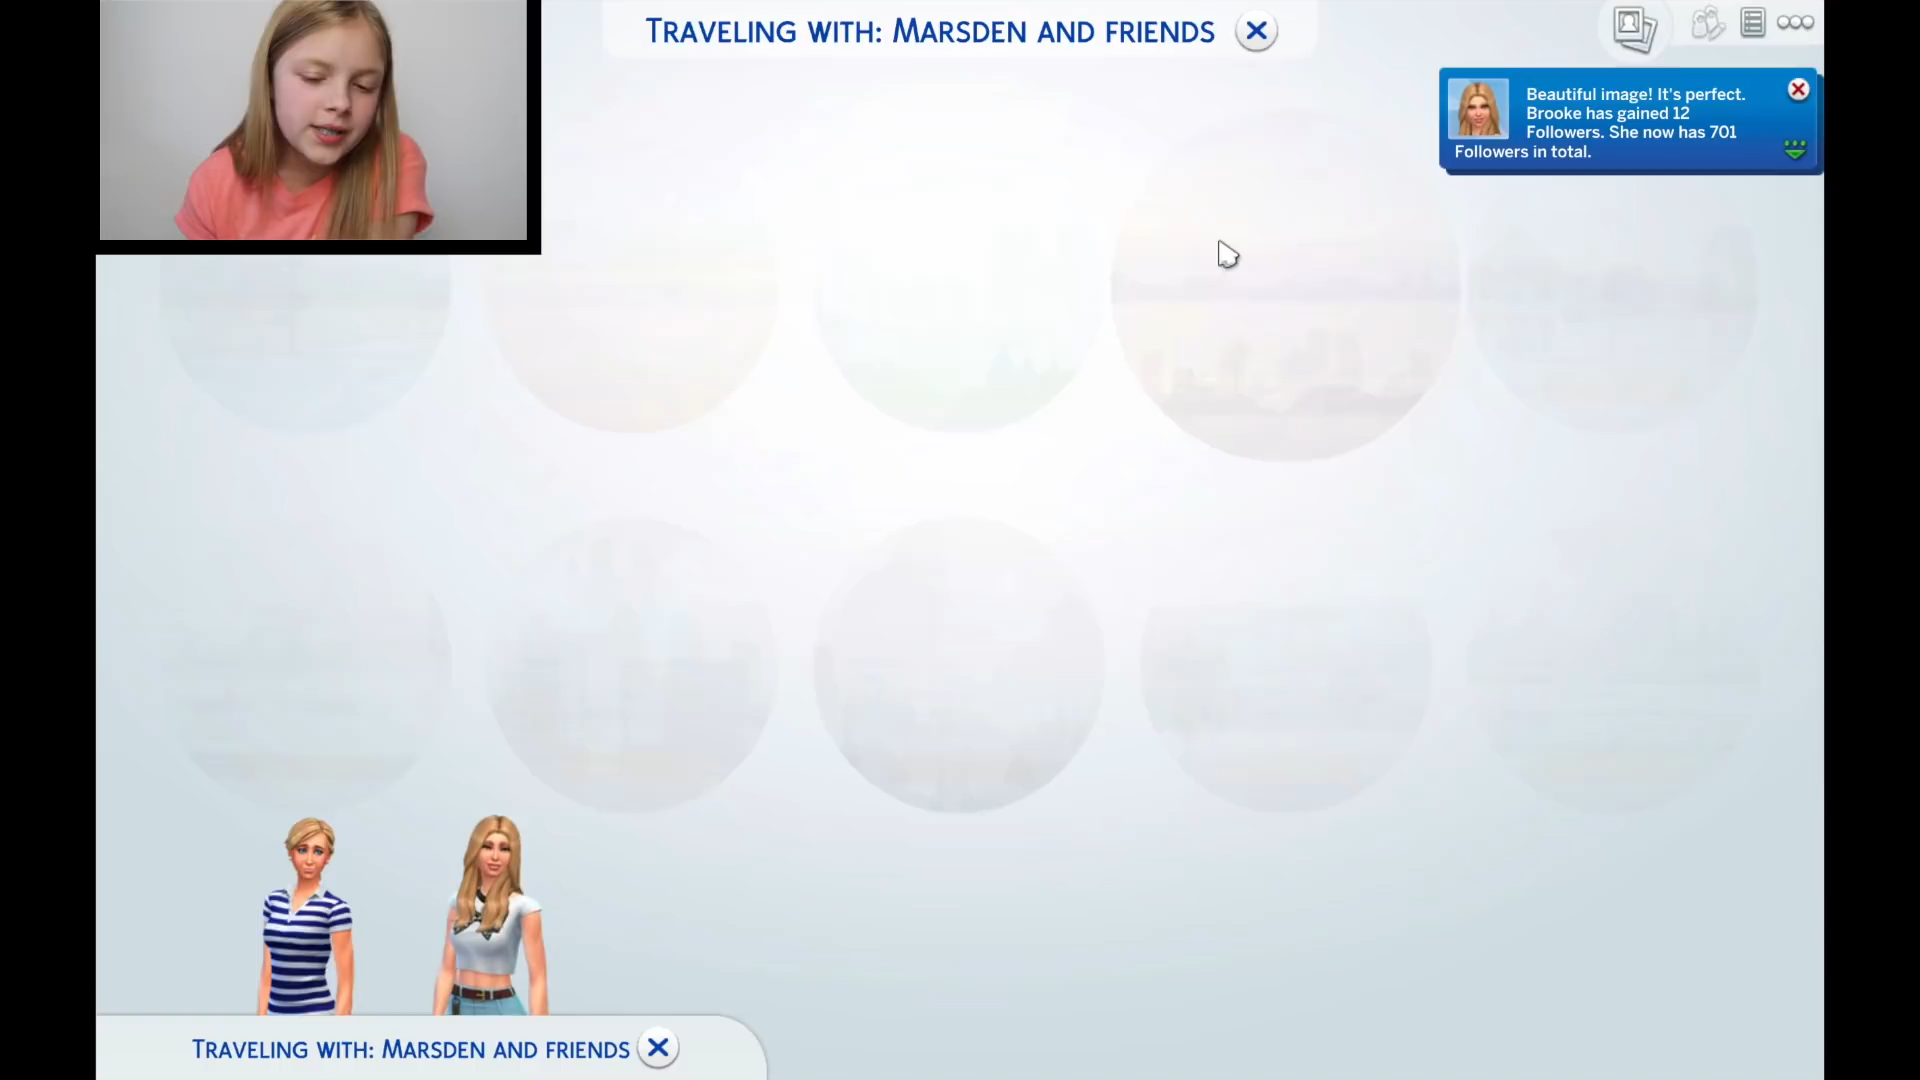 TRAVELING WITH: MARSDEN AND FRIENDS
Beautiful image! It's perfect.
Brooke has gained 12
Followers. She now has 701
Followers in total.
TRAVELING WITH: MARSDEN AND FRIENDS